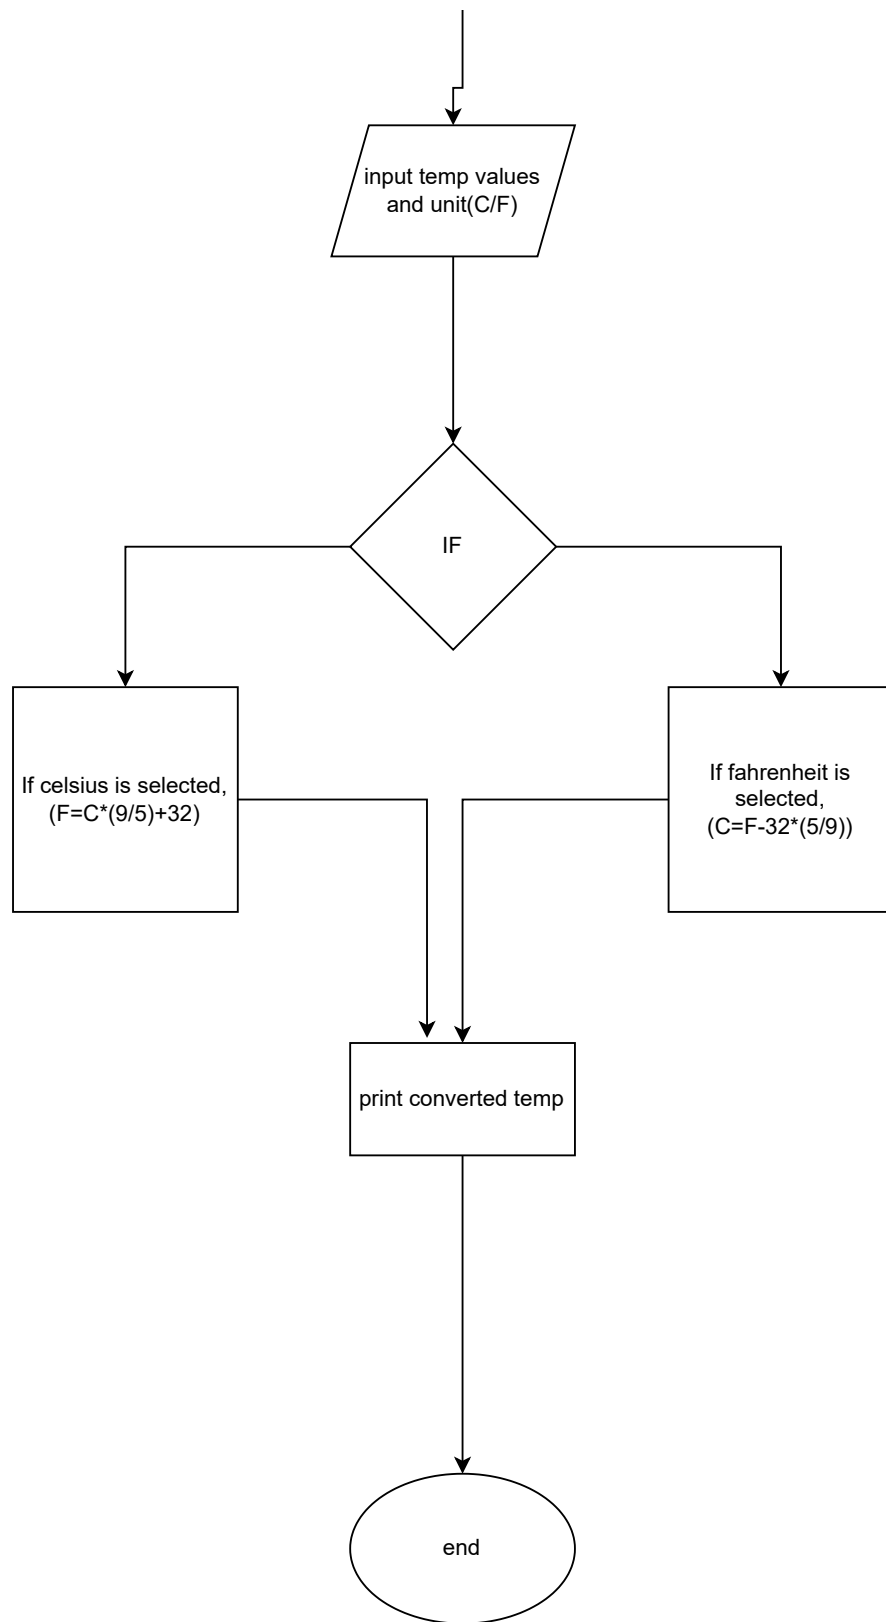 input temp values
and unit(C/F)
IF
If celsius is selected,
(F=C*(9/5)+32)
If fahrenheit is
selected,
(C=F-32*(5/9))
print converted temp
end